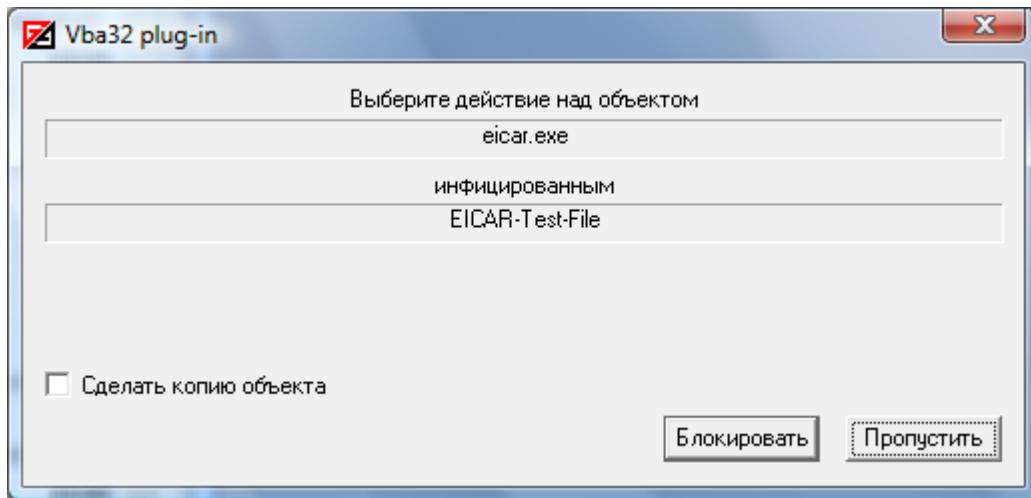 Vba32 plug-in
Выберите действие над объектом
eicar.exe
инфицированным
EICAR-Test-File
Сделать копию объекта
Блокировать Пропустить